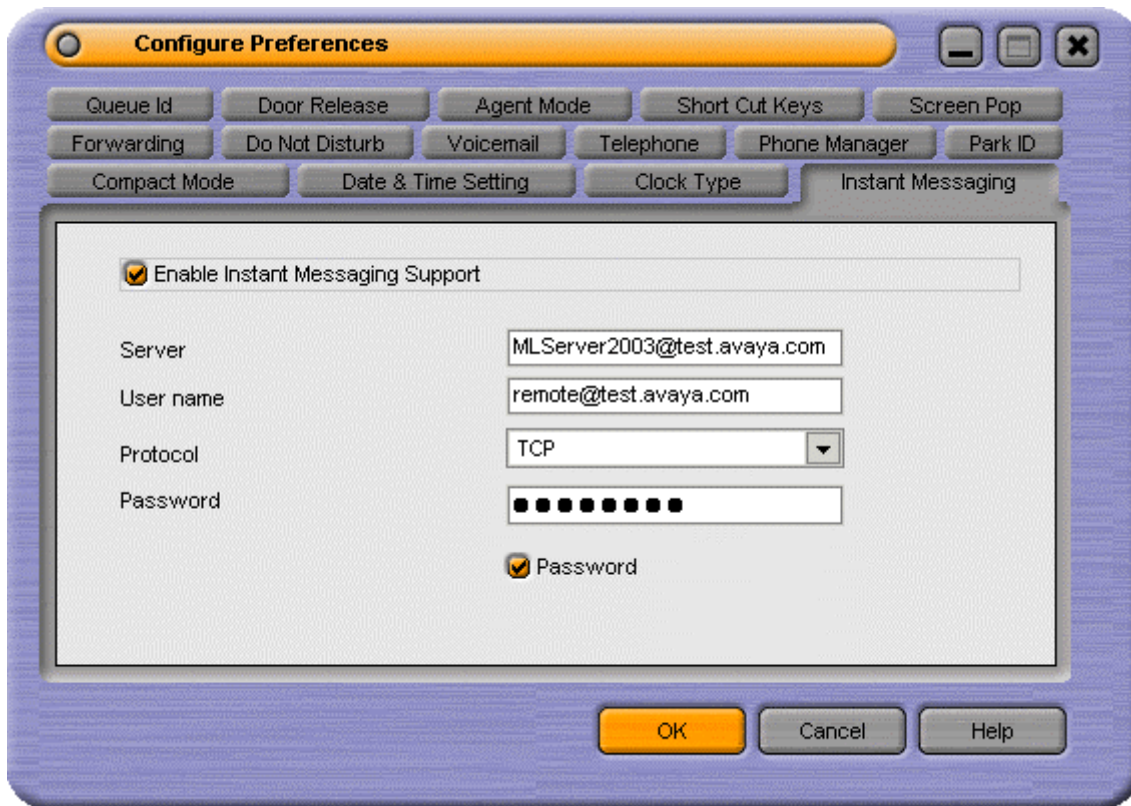 Configure Preferences
Queue Id Door Release Agent Mode Short Cut Keys Screen Pop
Forwarding Do Not Disturb Voicemail Telephone Phone Manager Park ID
Compact Mode Date & Time Setting Clock Type Instant Messaging
Enable Instant Messaging Support
Server MLServer2003@test.avaya.com
User name remote@test.avaya.com
Protocol TCP
Password ●●●●●●●●
Password
OK Cancel Help